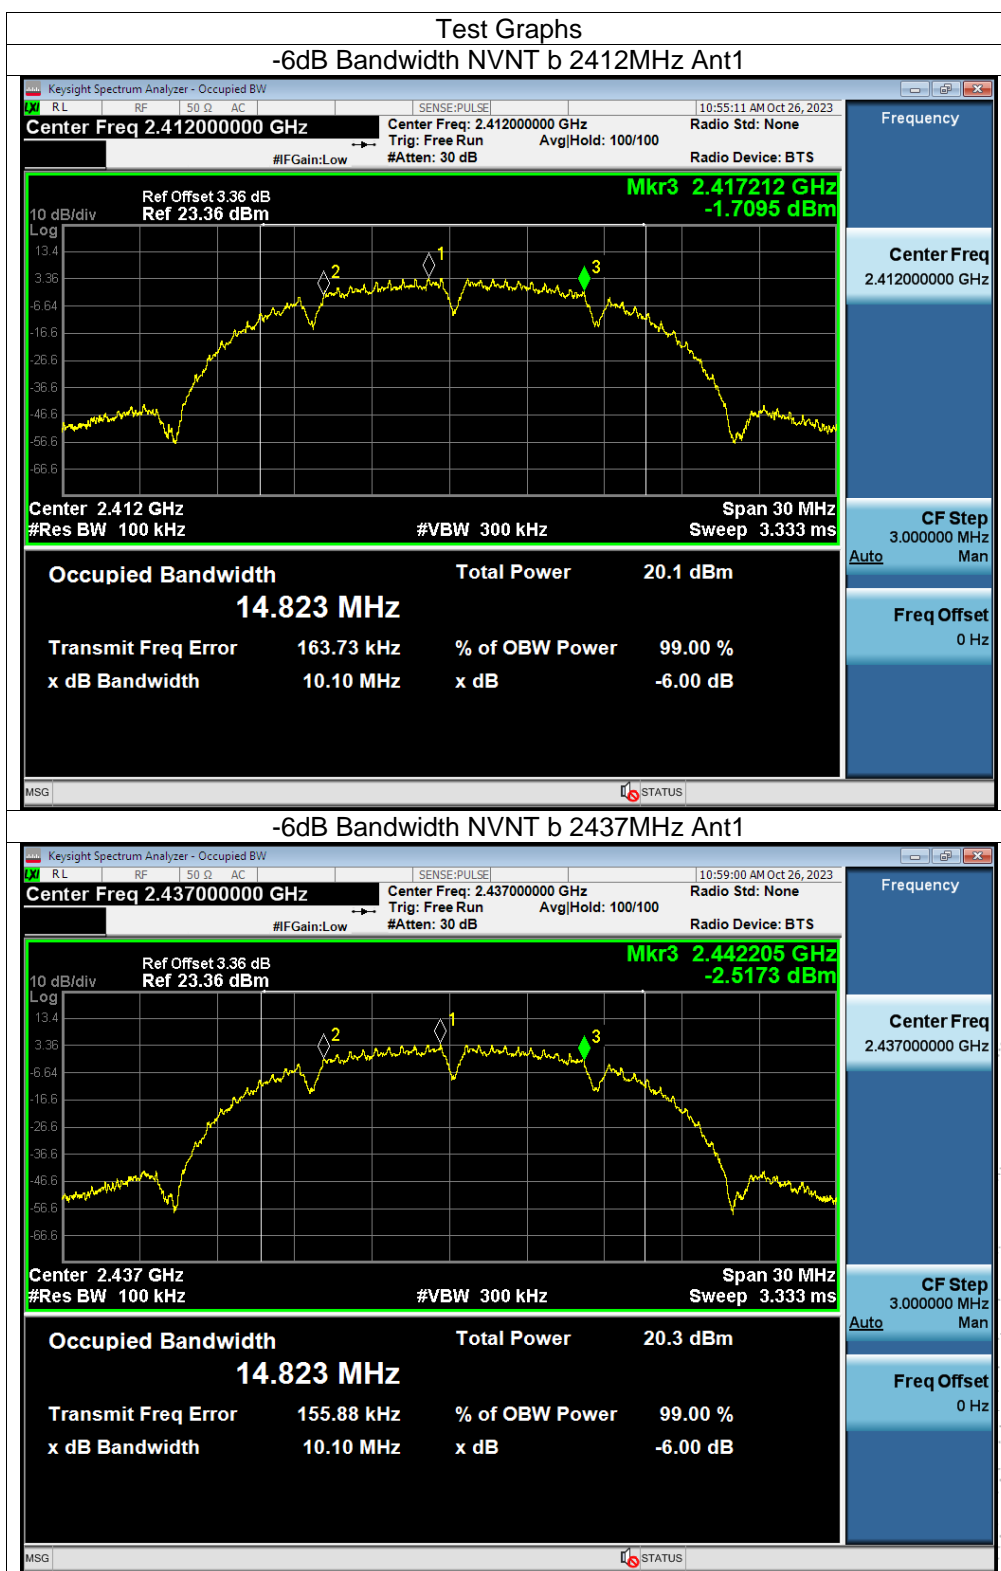 Test Graphs
-6dB Bandwidth NVNT b 2412MHz Ant1
Keysight Spectrum Analyzer - Occupied BW
LXI RL RF 50 Ω AC SENSE:PULSE 10:55:11 AM Oct 26, 2023
Center Freq 2.412000000 GHz Center Freq: 2.412000000 GHz Radio Std: None Frequency
Trig: Free Run Avg|Hold: 100/100
#IFGain:Low #Atten: 30 dB Radio Device: BTS
Mkr3 2.417212 GHz
-1.7095 dBm
Ref Offset 3.36 dB
10 dB/div Ref 23.36 dBm
Log
13.4
3.36
-6.64
-16.6
-26.6
-36.6
-46.6
-56.6
-66.6
2
1
3
Center 2.412 GHz Span 30 MHz
#Res BW 100 kHz #VBW 300 kHz Sweep 3.333 ms
Center Freq
2.412000000 GHz
CF Step
3.000000 MHz
Auto Man
Freq Offset
0 Hz
Occupied Bandwidth Total Power 20.1 dBm
14.823 MHz
Transmit Freq Error 163.73 kHz % of OBW Power 99.00 %
x dB Bandwidth 10.10 MHz x dB -6.00 dB
MSG STATUS
-6dB Bandwidth NVNT b 2437MHz Ant1
Keysight Spectrum Analyzer - Occupied BW
LXI RL RF 50 Ω AC SENSE:PULSE 10:59:00 AM Oct 26, 2023
Center Freq 2.437000000 GHz Center Freq: 2.437000000 GHz Radio Std: None Frequency
Trig: Free Run Avg|Hold: 100/100
#IFGain:Low #Atten: 30 dB Radio Device: BTS
Mkr3 2.442205 GHz
-2.5173 dBm
Ref Offset 3.36 dB
10 dB/div Ref 23.36 dBm
Log
13.4
3.36
-6.64
-16.6
-26.6
-36.6
-46.6
-56.6
-66.6
2
1
3
Center 2.437 GHz Span 30 MHz
#Res BW 100 kHz #VBW 300 kHz Sweep 3.333 ms
Center Freq
2.437000000 GHz
CF Step
3.000000 MHz
Auto Man
Freq Offset
0 Hz
Occupied Bandwidth Total Power 20.3 dBm
14.823 MHz
Transmit Freq Error 155.88 kHz % of OBW Power 99.00 %
x dB Bandwidth 10.10 MHz x dB -6.00 dB
MSG STATUS